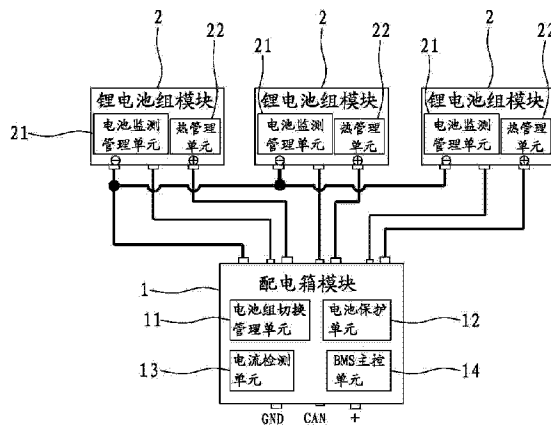 2 22 21 2 22 21 2 22
锂电池组模块 锂电池组模块 锂电池组模块
21 电池监测 热管理 电池监测 热管理 电池监测 热管理
管理单元 单元 管理单元 单元 管理单元 单元
⊖ ⊕ ⊖ ⊕ ⊖ ⊕
1 配电箱模块
11 电池组切换 电池保护 12
管理单元 单元
13 电流检测 BMS主控 14
单元 单元
GND CAN +